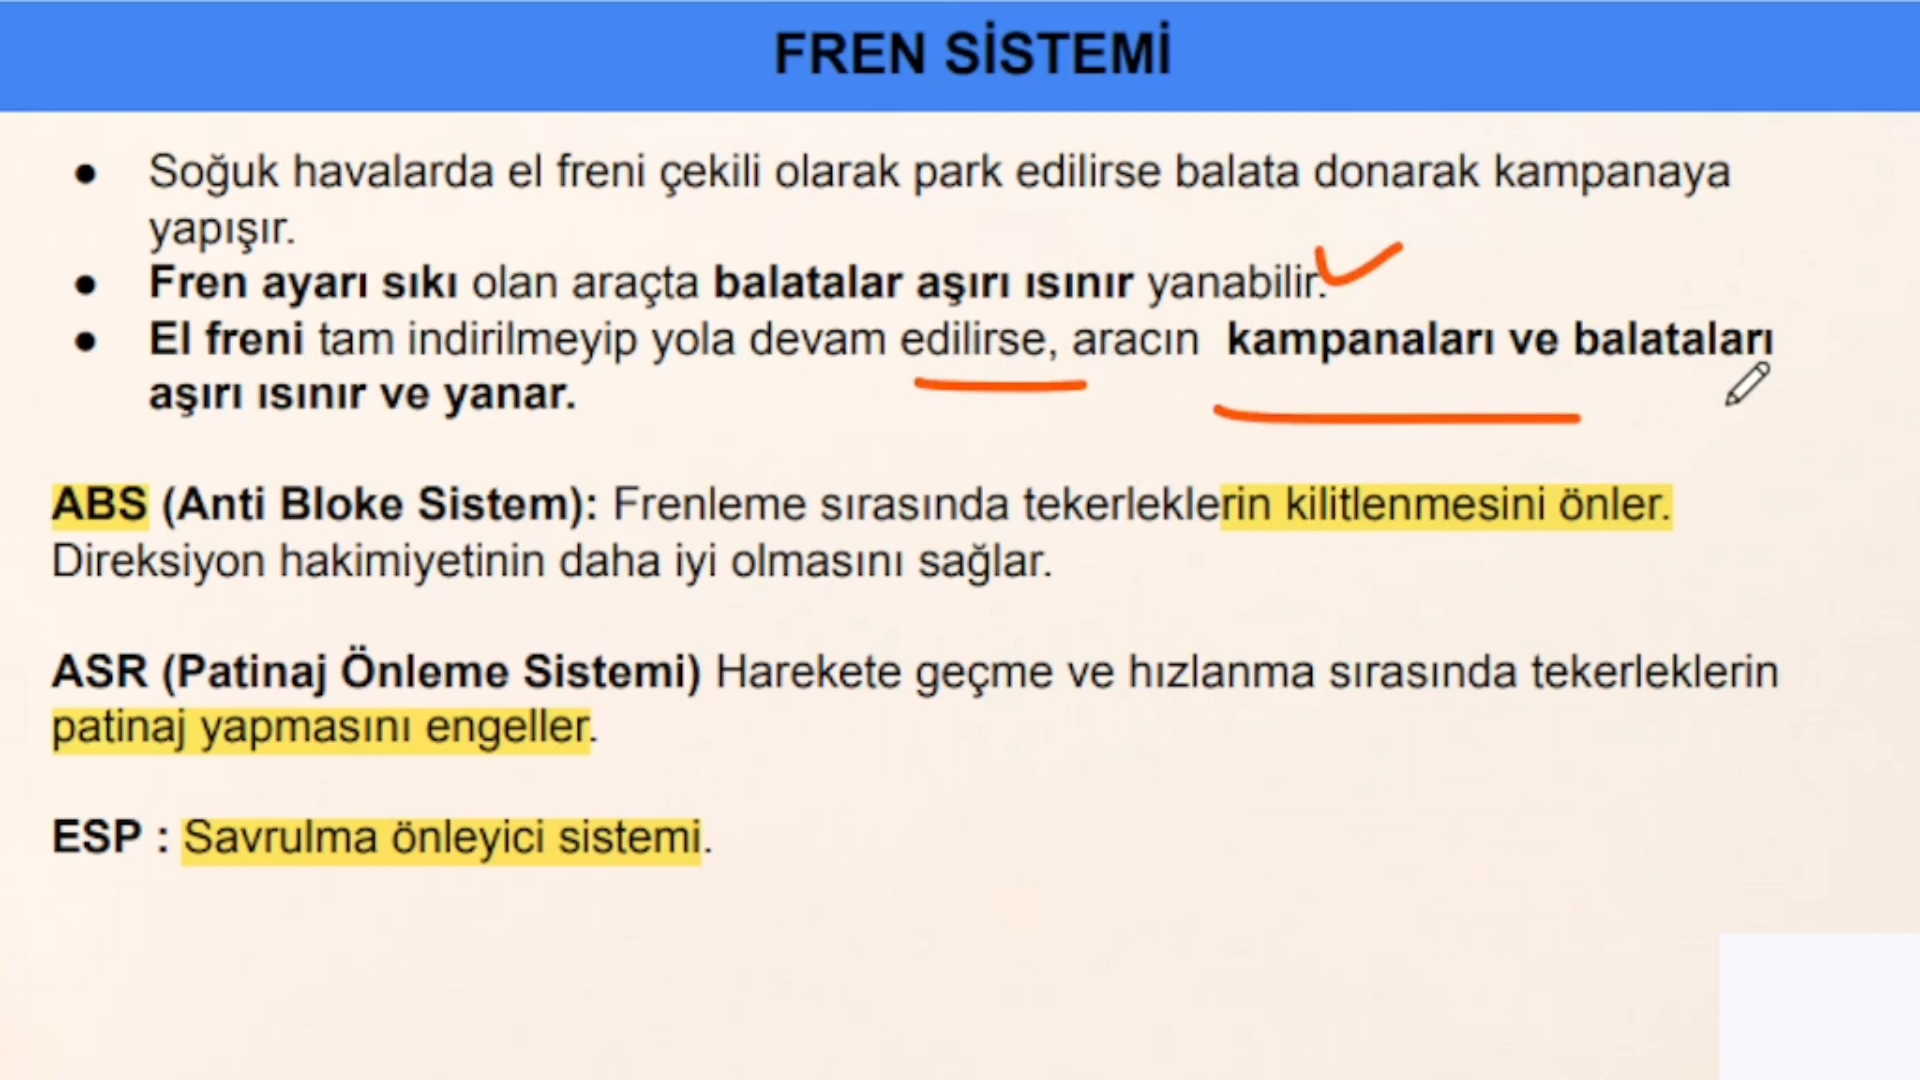 FREN SİSTEMİ
● Soğuk havalarda el freni çekili olarak park edilirse balata donarak kampanaya
yapışır.
● Fren ayarı sıkı olan araçta balatalar aşırı ısınır yanabilir.
● El freni tam indirilmeyip yola devam edilirse, aracın kampanaları ve balataları
aşırı ısınır ve yanar.
ABS (Anti Bloke Sistem): Frenleme sırasında tekerleklerin kilitlenmesini önler.
Direksiyon hakimiyetinin daha iyi olmasını sağlar.
ASR (Patinaj Önleme Sistemi) Harekete geçme ve hızlanma sırasında tekerleklerin
patinaj yapmasını engeller.
ESP : Savrulma önleyici sistemi.